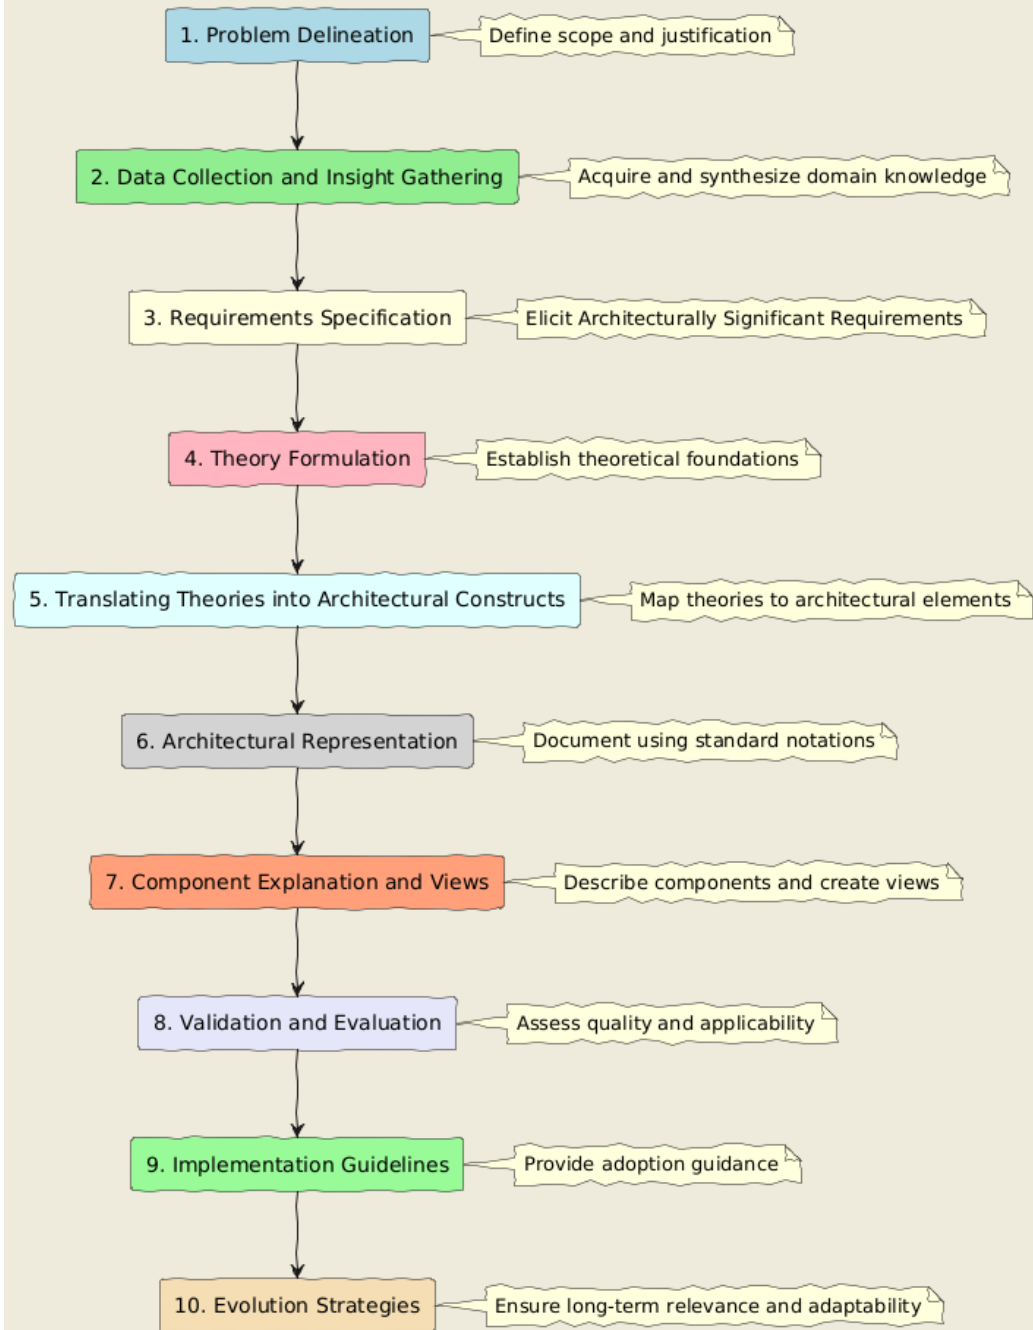 1. Problem Delineation
Define scope and justification
2. Data Collection and Insight Gathering
Acquire and synthesize domain knowledge
3. Requirements Specification
Elicit Architecturally Significant Requirements
4. Theory Formulation
Establish theoretical foundations
5. Translating Theories into Architectural Constructs
Map theories to architectural elements
6. Architectural Representation
Document using standard notations
7. Component Explanation and Views
Describe components and create views
8. Validation and Evaluation
Assess quality and applicability
9. Implementation Guidelines
Provide adoption guidance
10. Evolution Strategies
Ensure long-term relevance and adaptability